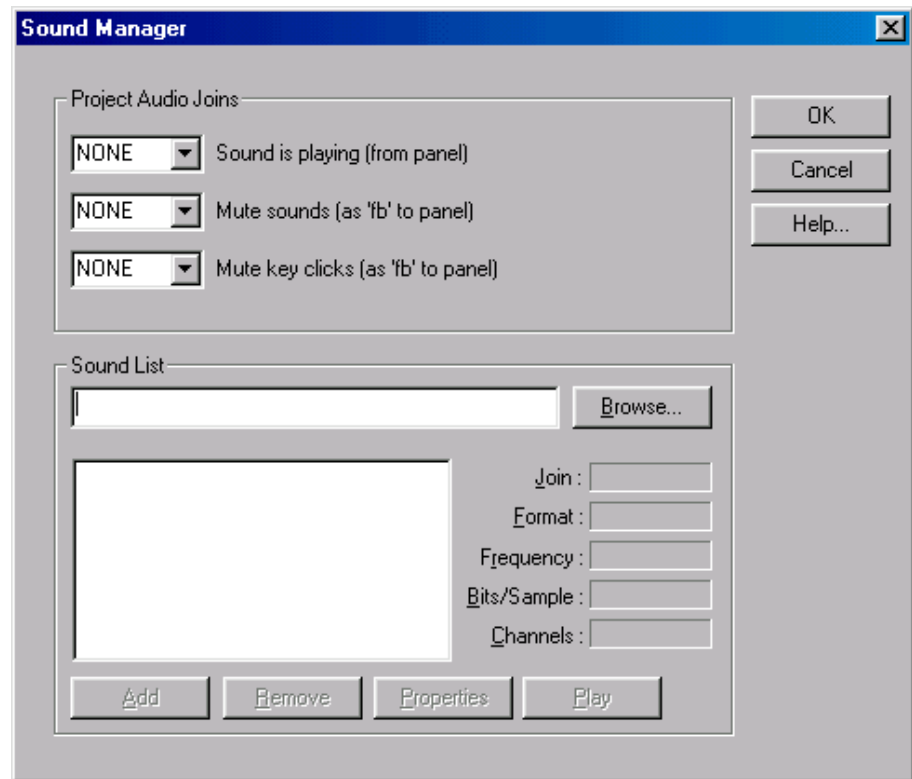 Sound Manager
Project Audio Joins
NONE Sound is playing (from panel)
NONE Mute sounds (as 'fb' to panel)
NONE Mute key clicks (as 'fb' to panel)
OK
Cancel
Help...
Sound List
Browse...
Join :
Format :
Frequency :
Bits/Sample :
Channels :
Add Remove Properties Play